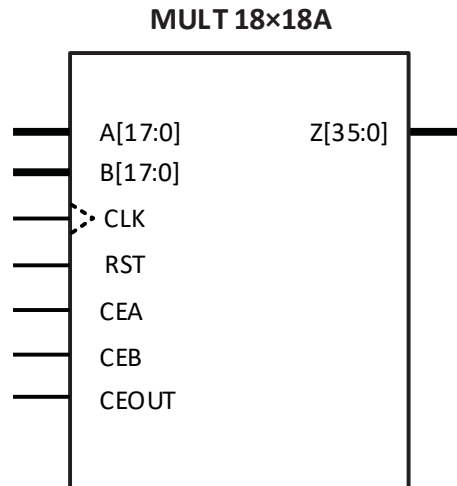 MULT 18×18A
A[17:0] Z[35:0]
B[17:0]
CLK
RST
CEA
CEB
CEOUT